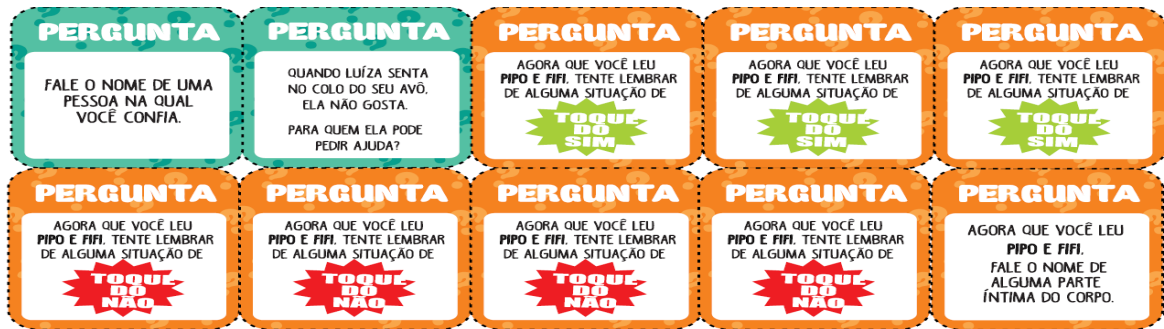 PERGUNTA
FALE O NOME DE UMA
PESSOA NA QUAL
VOCÊ CONFIA.
PERGUNTA
QUANDO LUÍZA SENTA
NO COLO DO SEU AVÔ,
ELA NÃO GOSTA.
PARA QUEM ELA PODE
PEDIR AJUDA?
PERGUNTA
AGORA QUE VOCÊ LEU
PIPO E FIFI, TENTE LEMBRAR
DE ALGUMA SITUAÇÃO DE
TOQUE
DO
SIM
PERGUNTA
AGORA QUE VOCÊ LEU
PIPO E FIFI, TENTE LEMBRAR
DE ALGUMA SITUAÇÃO DE
TOQUE
DO
SIM
PERGUNTA
AGORA QUE VOCÊ LEU
PIPO E FIFI, TENTE LEMBRAR
DE ALGUMA SITUAÇÃO DE
TOQUE
DO
SIM
PERGUNTA
AGORA QUE VOCÊ LEU
PIPO E FIFI, TENTE LEMBRAR
DE ALGUMA SITUAÇÃO DE
TOQUE
DO
NÃO
PERGUNTA
AGORA QUE VOCÊ LEU
PIPO E FIFI, TENTE LEMBRAR
DE ALGUMA SITUAÇÃO DE
TOQUE
DO
NÃO
PERGUNTA
AGORA QUE VOCÊ LEU
PIPO E FIFI, TENTE LEMBRAR
DE ALGUMA SITUAÇÃO DE
TOQUE
DO
NÃO
PERGUNTA
AGORA QUE VOCÊ LEU
PIPO E FIFI, TENTE LEMBRAR
DE ALGUMA SITUAÇÃO DE
TOQUE
DO
NÃO
PERGUNTA
AGORA QUE VOCÊ LEU
PIPO E FIFI,
FALE O NOME DE
ALGUMA PARTE
ÍNTIMA DO CORPO.